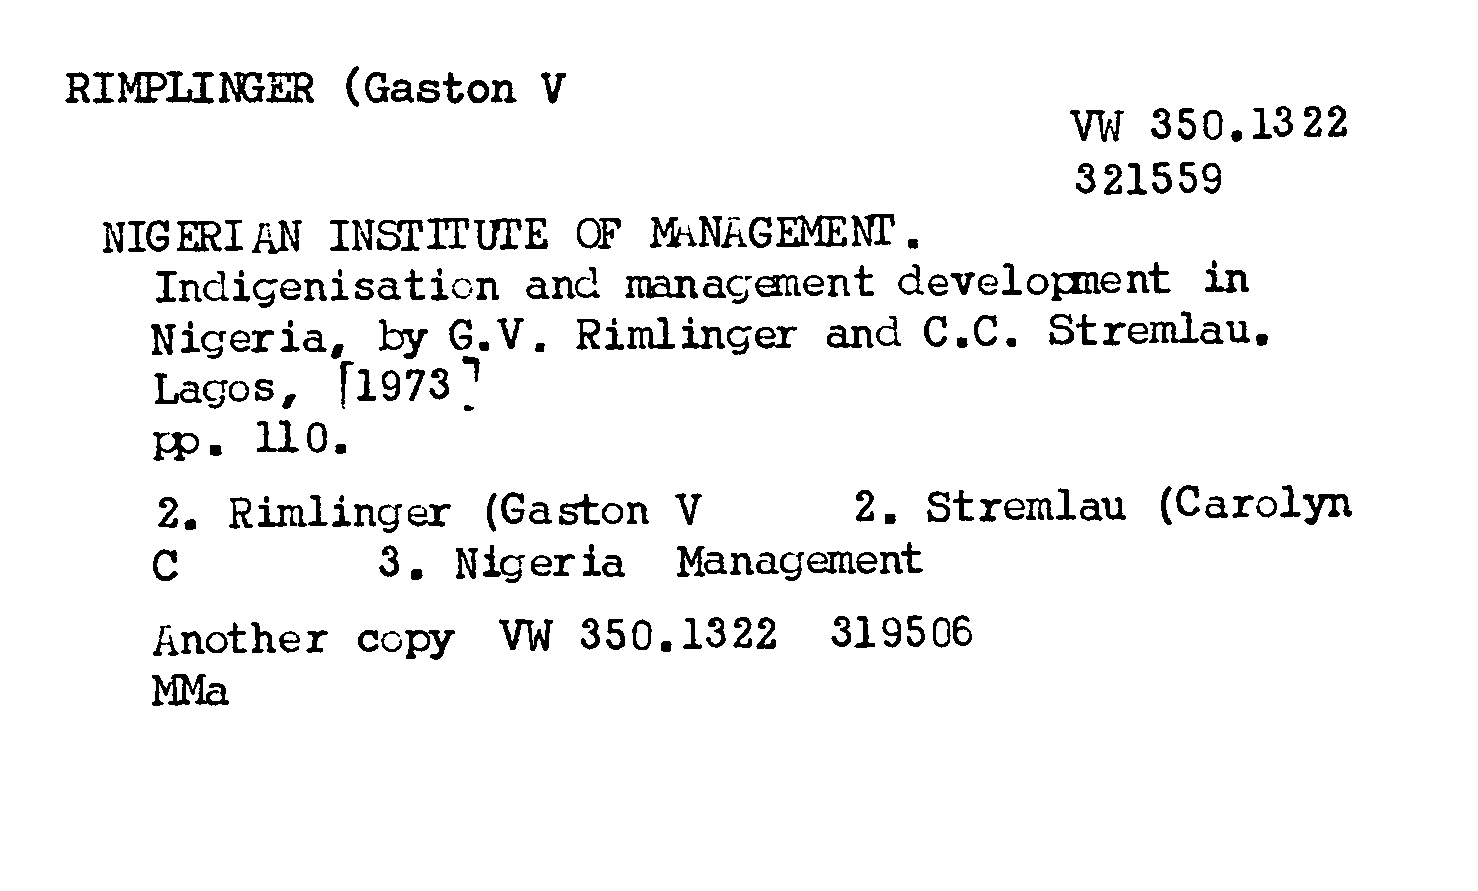 RIMPLINGER (Gaston V
VW 350.1322
321559
NIGERIAN INSTITUTE OF MANAGEMENT.
Indigenisation and management development in
Nigeria, by G.V. Rimlinger and C.C. Stremlau.
Lagos, [1973]
pp. 110.
2. Rimlinger (Gaston V 2. Stremlau (Carolyn
C 3. Nigeria Management
Another copy VW 350.1322 319506
MMa